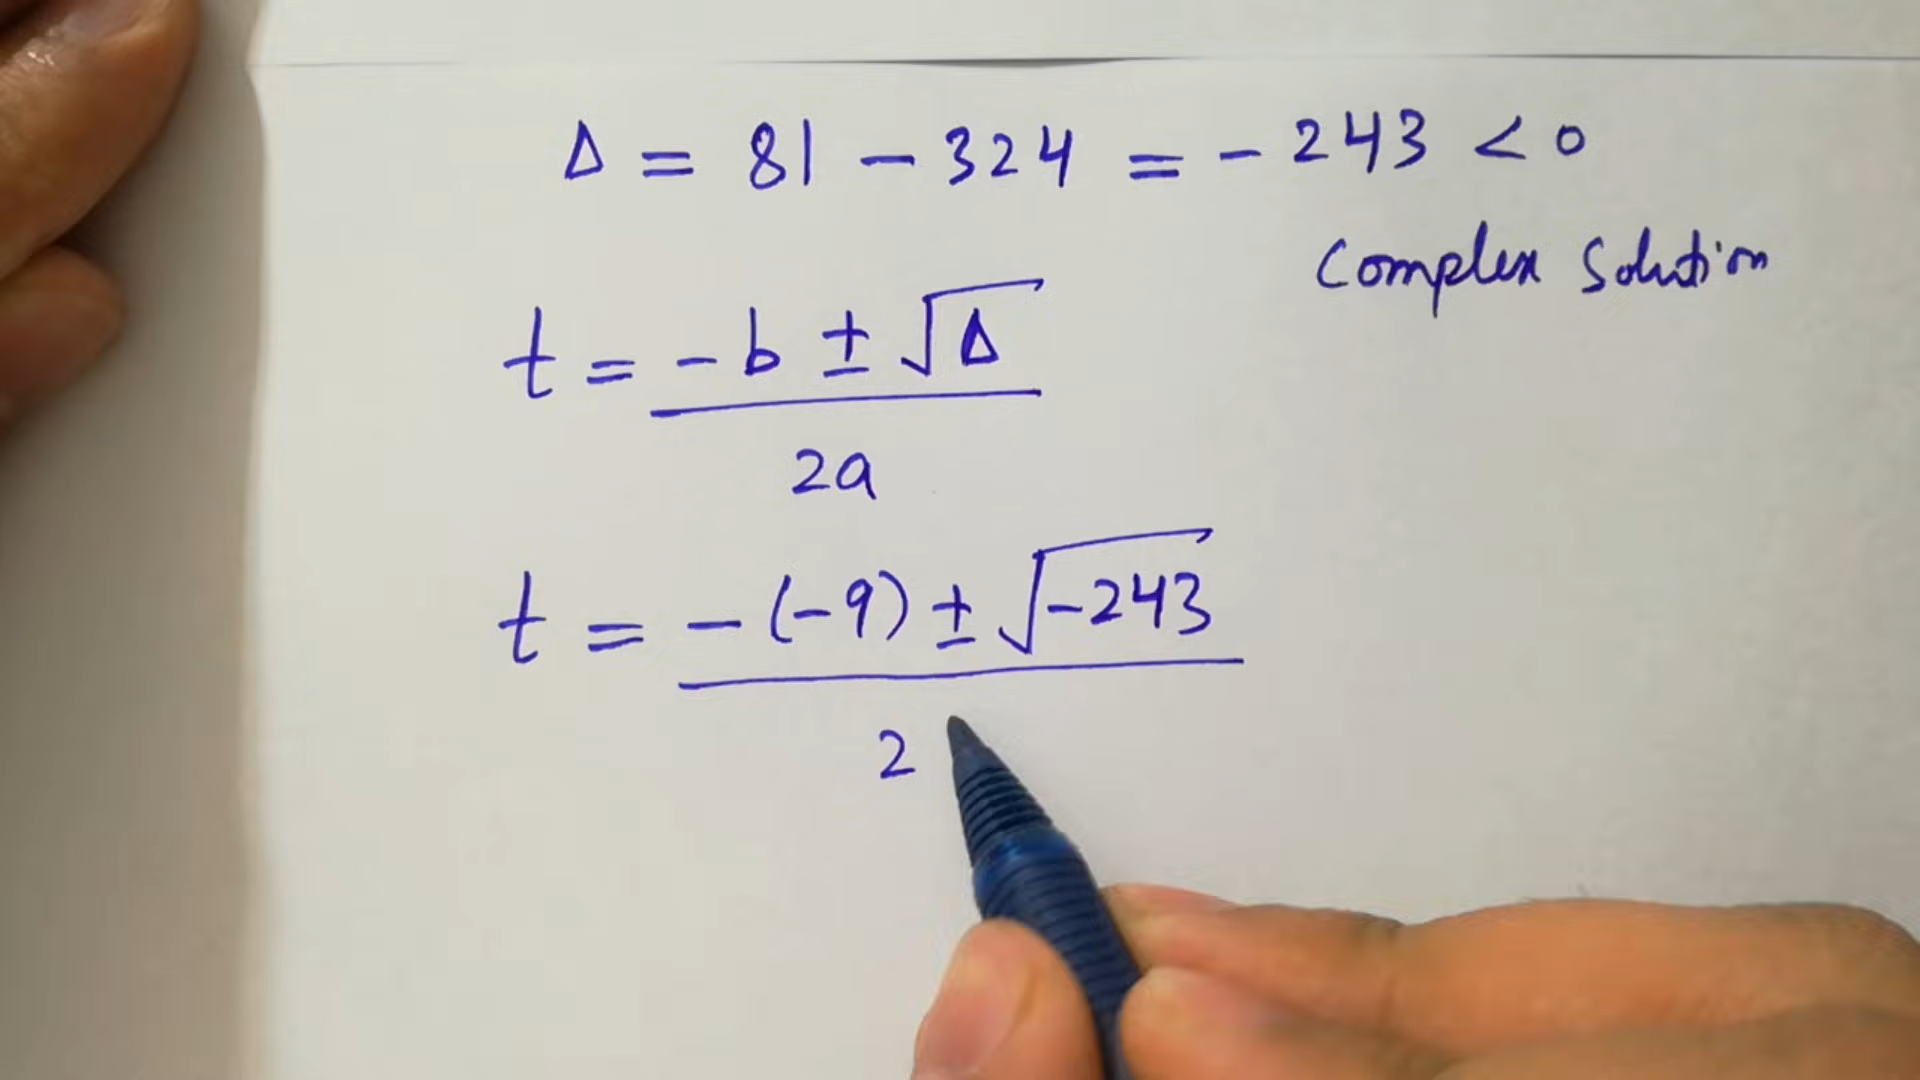 Δ = 81 - 324 = - 243 < 0
Complex Solution
t = - b ± √Δ
2a
t = - (-9) ± √-243
2